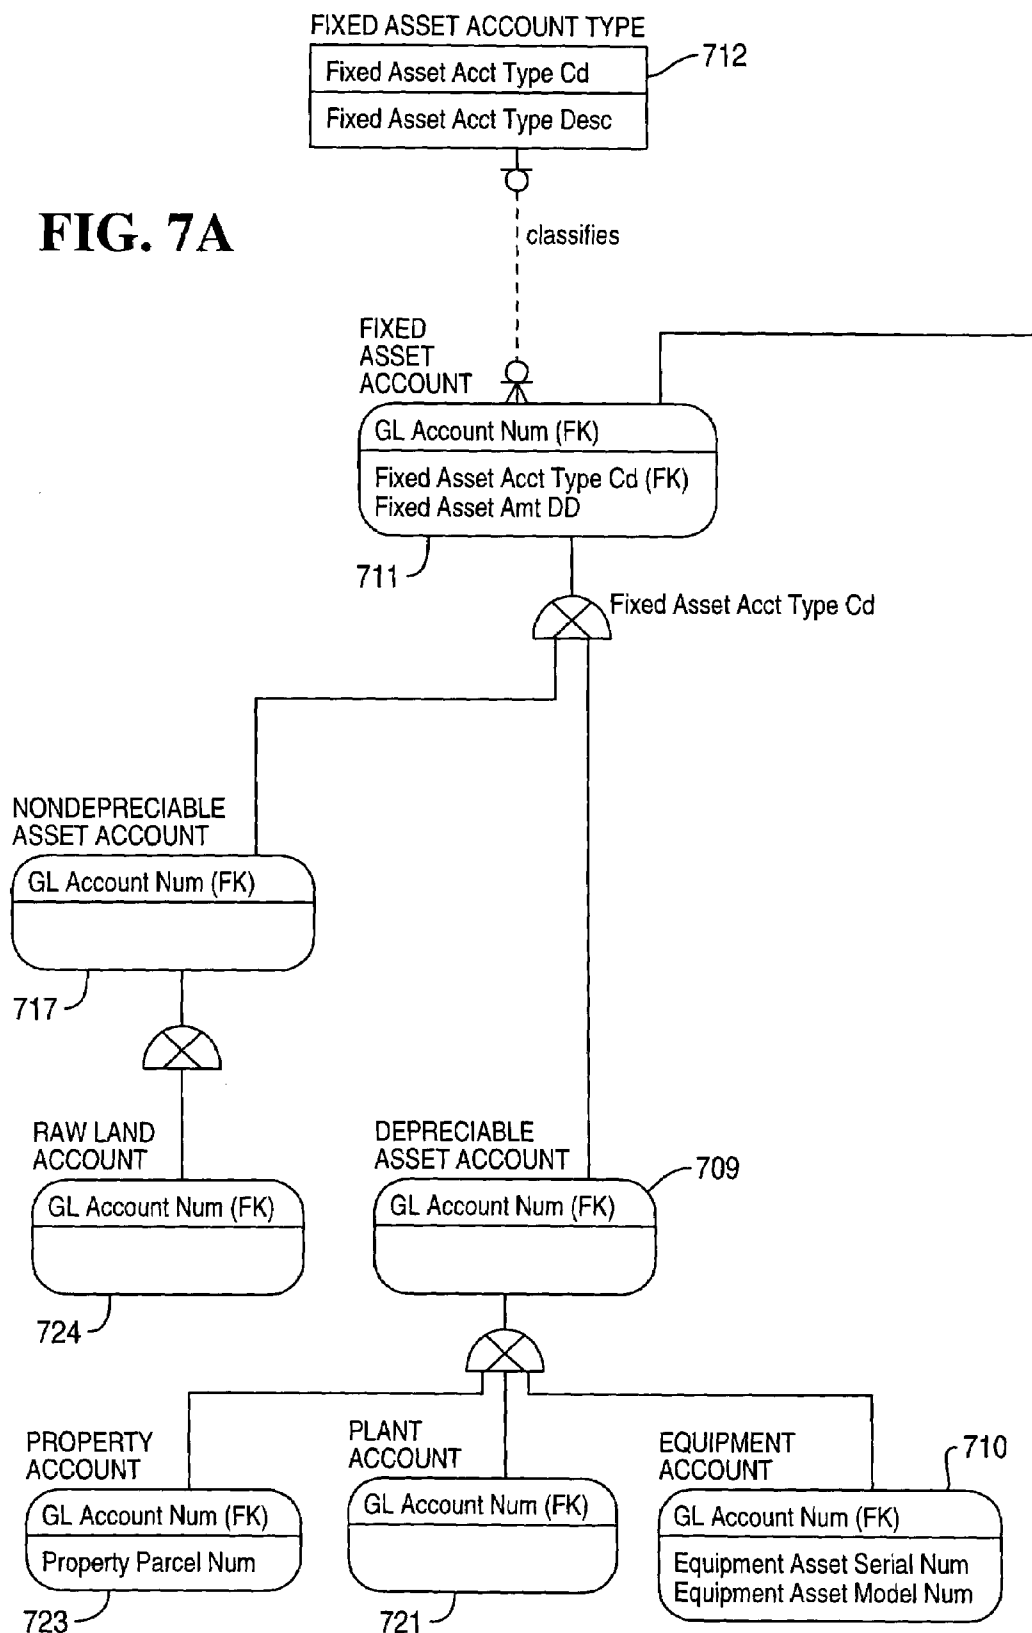 FIXED ASSET ACCOUNT TYPE
Fixed Asset Acct Type Cd
712
Fixed Asset Acct Type Desc
FIG. 7A
classifies
FIXED
ASSET
ACCOUNT
GL Account Num (FK)
Fixed Asset Acct Type Cd (FK)
Fixed Asset Amt DD
711
Fixed Asset Acct Type Cd
NONDEPRECIABLE
ASSET ACCOUNT
GL Account Num (FK)
717
RAW LAND
ACCOUNT
GL Account Num (FK)
724
DEPRECIABLE
ASSET ACCOUNT
709
GL Account Num (FK)
PROPERTY
ACCOUNT
GL Account Num (FK)
Property Parcel Num
723
PLANT
ACCOUNT
GL Account Num (FK)
721
EQUIPMENT
ACCOUNT
710
GL Account Num (FK)
Equipment Asset Serial Num
Equipment Asset Model Num